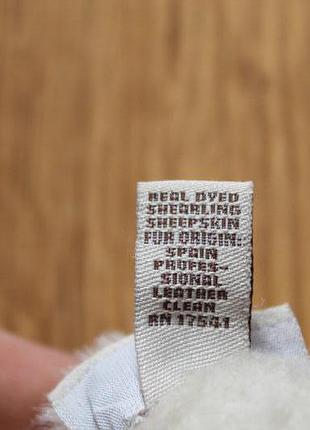 REAL DYED
SHEARLING
SHEEPSKIN
FUR ORIGIN:
SPAIN
PROFES-
SIONAL
LEATHER
CLEAN
RN 17541